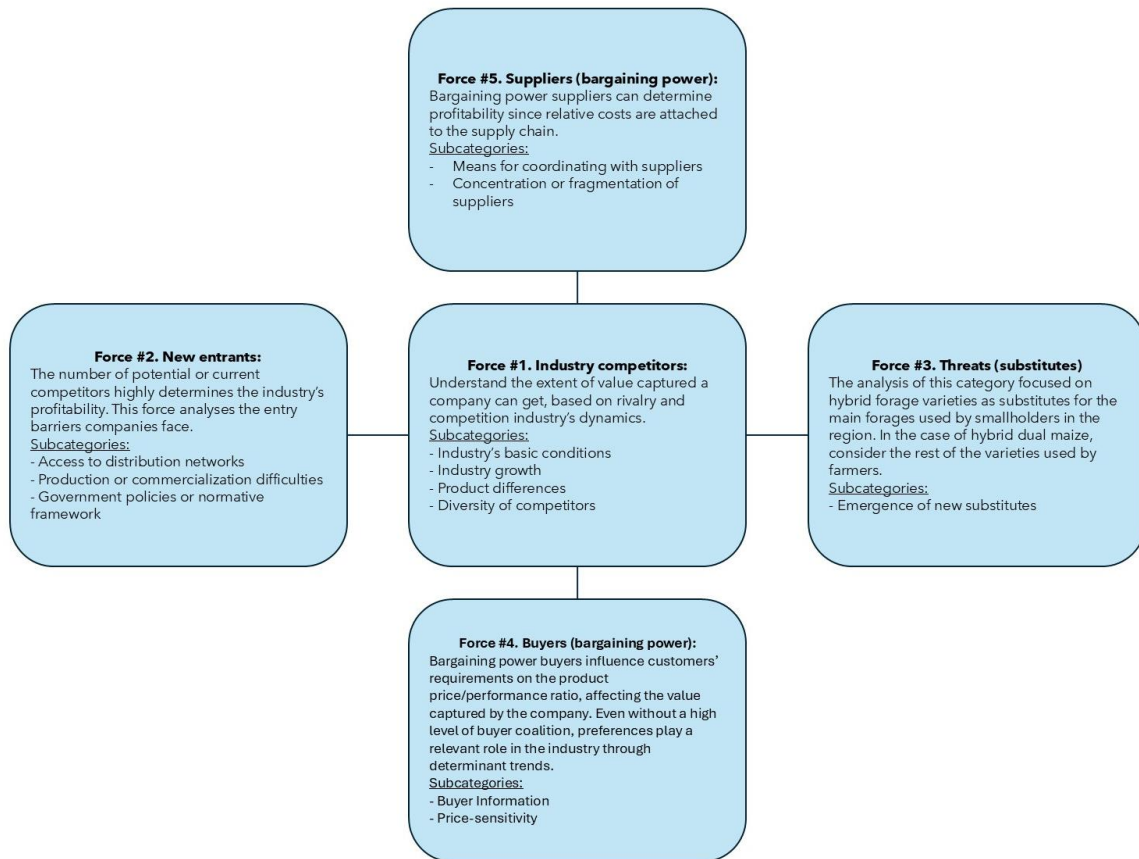 Force #5. Suppliers (bargaining power):
Bargaining power suppliers can determine
profitability since relative costs are attached
to the supply chain.
Subcategories:
- Means for coordinating with suppliers
- Concentration or fragmentation of
suppliers
Force #2. New entrants:
The number of potential or current
competitors highly determines the industry's
profitability. This force analyses the entry
barriers companies face.
Subcategories:
- Access to distribution networks
- Production or commercialization difficulties
- Government policies or normative
framework
Force #1. Industry competitors:
Understand the extent of value captured a
company can get, based on rivalry and
competition industry's dynamics.
Subcategories:
- Industry's basic conditions
- Industry growth
- Product differences
- Diversity of competitors
Force #3. Threats (substitutes)
The analysis of this category focused on
hybrid forage varieties as substitutes for the
main forages used by smallholders in the
region. In the case of hybrid dual maize,
consider the rest of the varieties used by
farmers.
Subcategories:
- Emergence of new substitutes
Force #4. Buyers (bargaining power):
Bargaining power buyers influence customers'
requirements on the product
price/performance ratio, affecting the value
captured by the company. Even without a high
level of buyer coalition, preferences play a
relevant role in the industry through
determinant trends.
Subcategories:
- Buyer Information
- Price-sensitivity